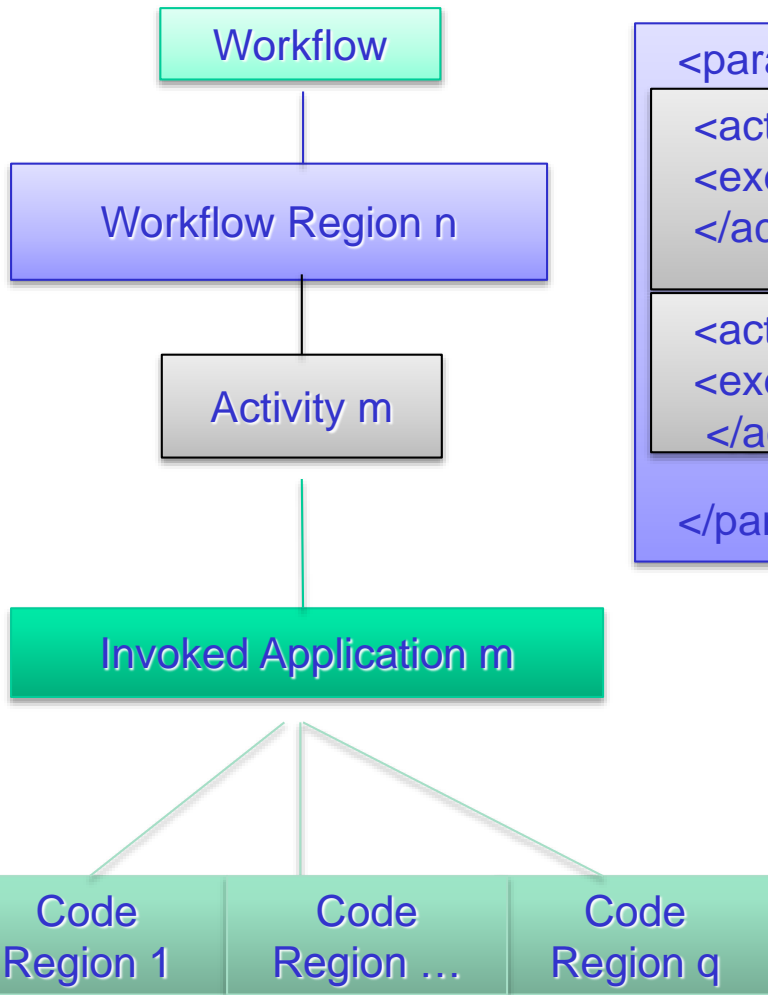 Workflow
Workflow Region n
Activity m
Invoked Application m
Code
Region 1
Code
Region …
Code
Region q
<para
<act
<exe
</ac
<act
<exe
</ac
</par